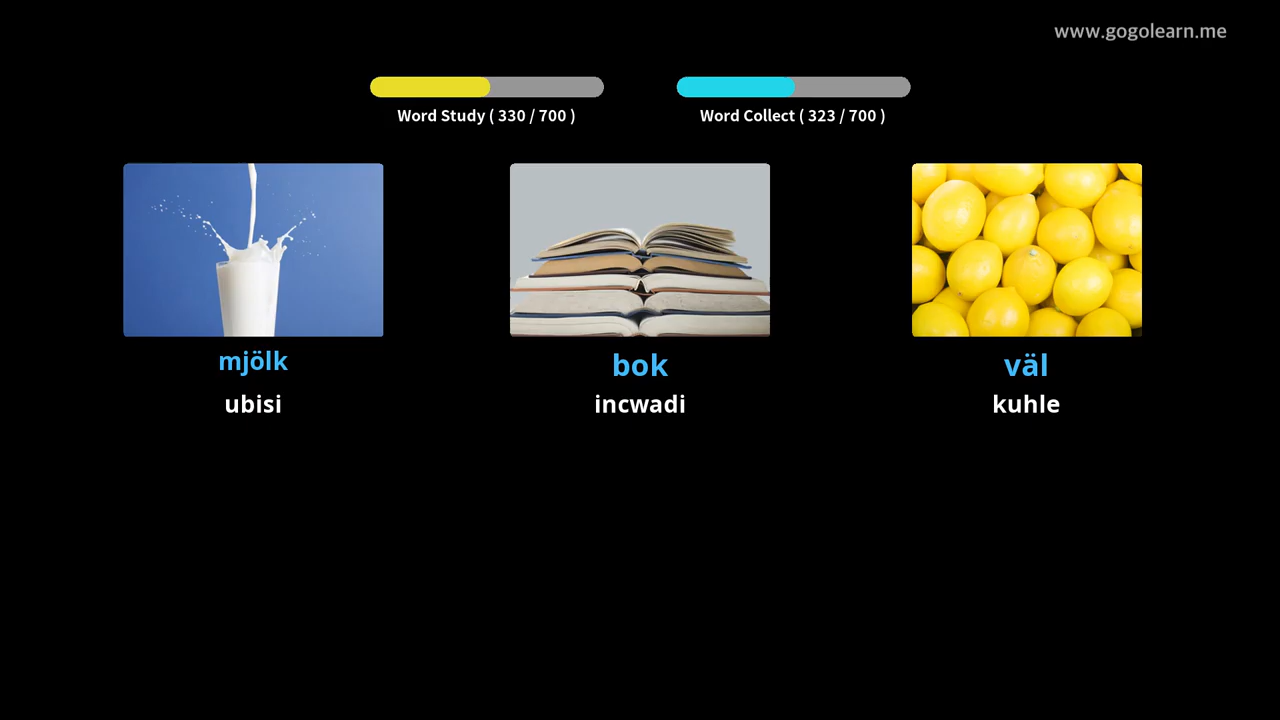 www.gogolearn.me
Word Study ( 330 / 700 )
Word Collect ( 323 / 700 )
mjölk
bok
väl
ubisi
incwadi
kuhle